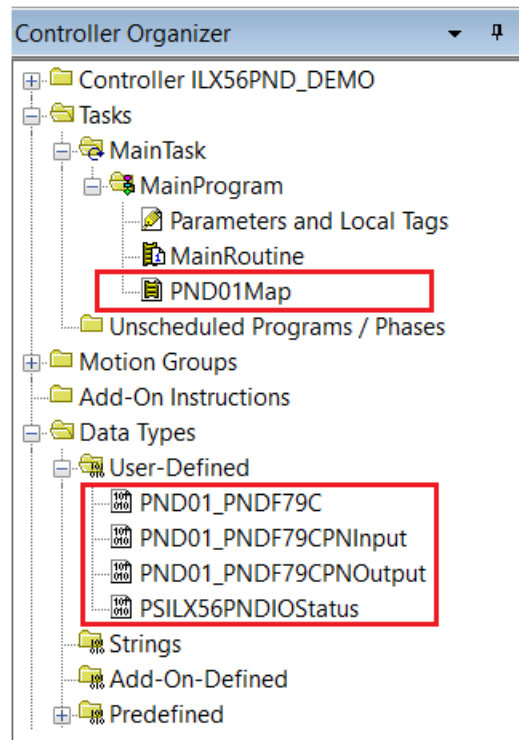 Controller Organizer
Controller ILX56PND_DEMO
Tasks
MainTask
MainProgram
Parameters and Local Tags
MainRoutine
PND01Map
Unscheduled Programs / Phases
Motion Groups
Add-On Instructions
Data Types
User-Defined
PND01_PNDF79C
PND01_PNDF79CPNInput
PND01_PNDF79CPNOutput
PSILX56PNDIOStatus
Strings
Add-On-Defined
Predefined